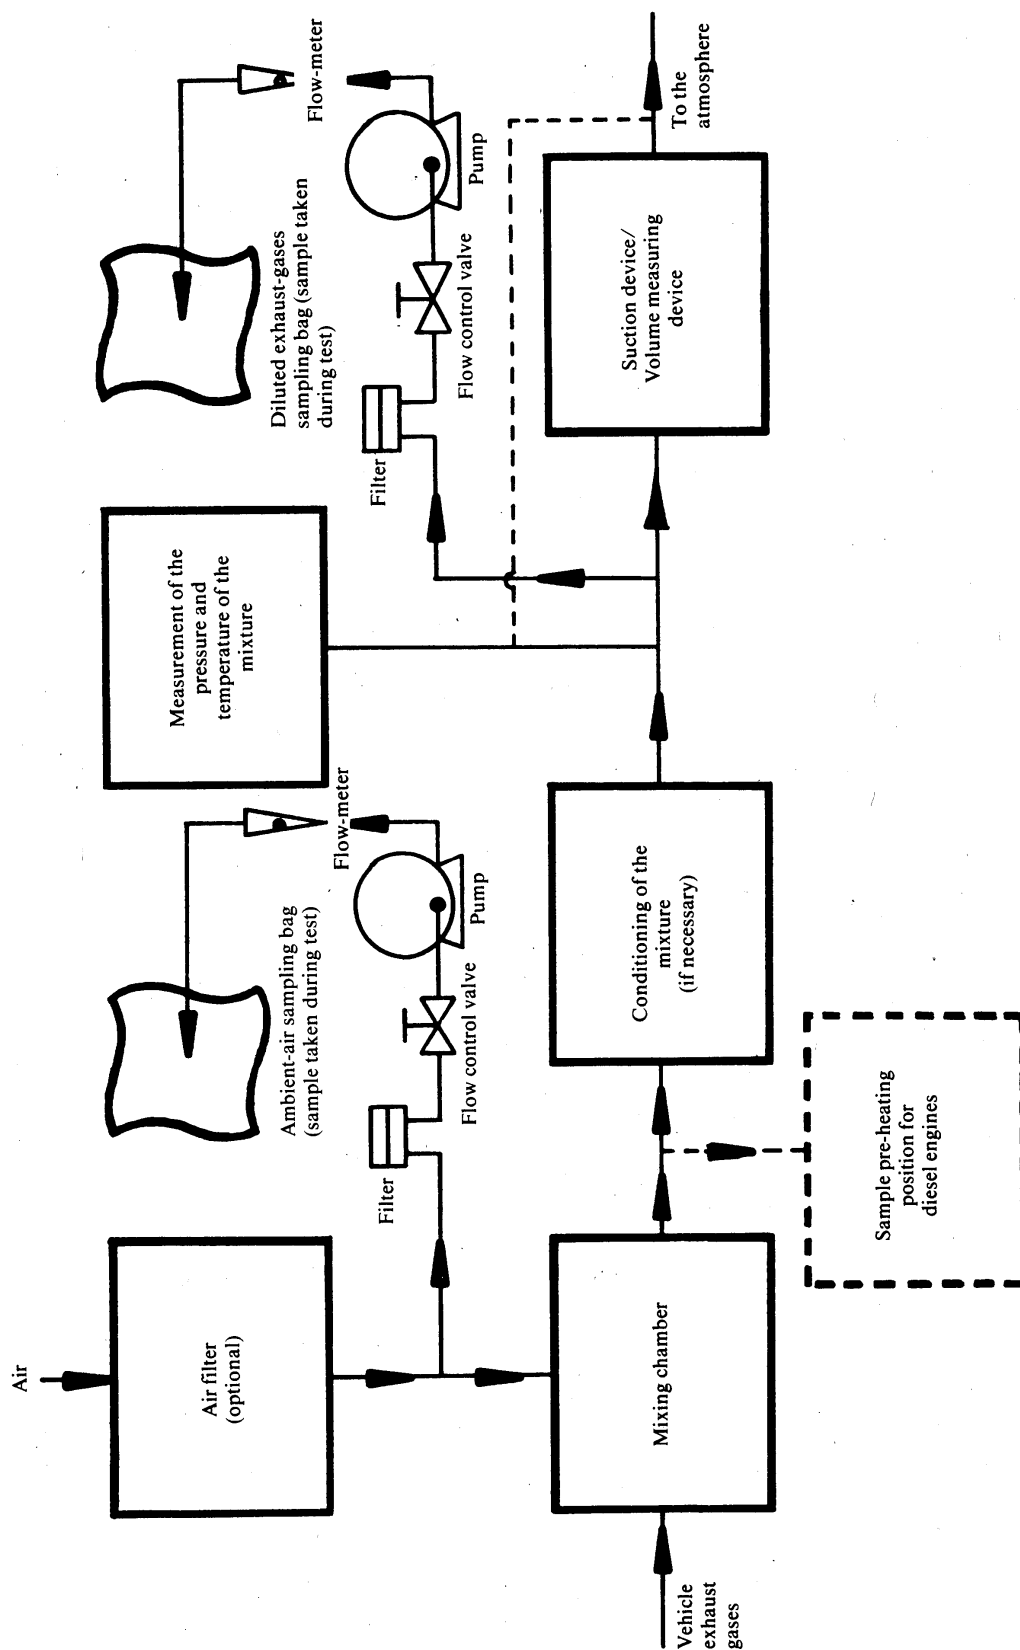 Air
Air filter
(optional)
Ambient-air sampling bag
(sample taken during test)
Flow-meter
Filter
Flow control valve
Pump
Measurement of the
pressure and
temperature of the
mixture
Diluted exhaust-gases
sampling bag (sample taken
during test)
Flow-meter
Filter
Flow control valve
Pump
Vehicle
exhaust
gases
Mixing chamber
Conditioning of the
mixture
(if necessary)
Suction device/
Volume measuring
device
To the
atmosphere
Sample pre-heating
position for
diesel engines